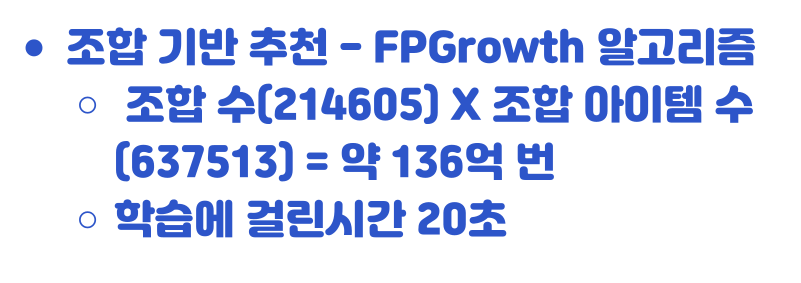 • 조합 기반 추천 - FPGrowth 알고리즘
○ 조합 수(214605) X 조합 아이템 수
(637513) = 약 136억 번
○ 학습에 걸린시간 20초